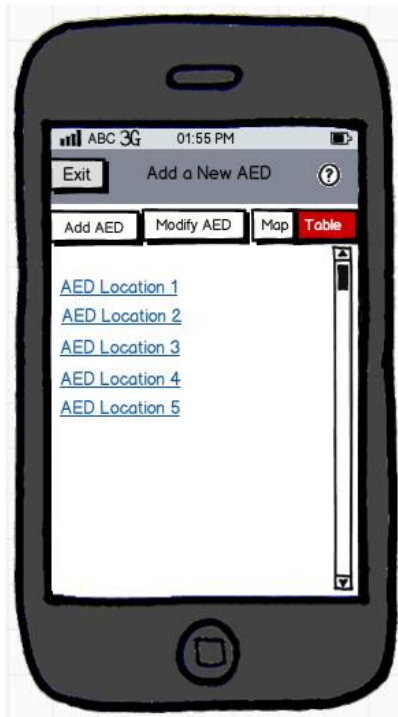 ABC 3G 01:55 PM
Exit Add a New AED ?
Add AED Modify AED Map Table
AED Location 1
AED Location 2
AED Location 3
AED Location 4
AED Location 5